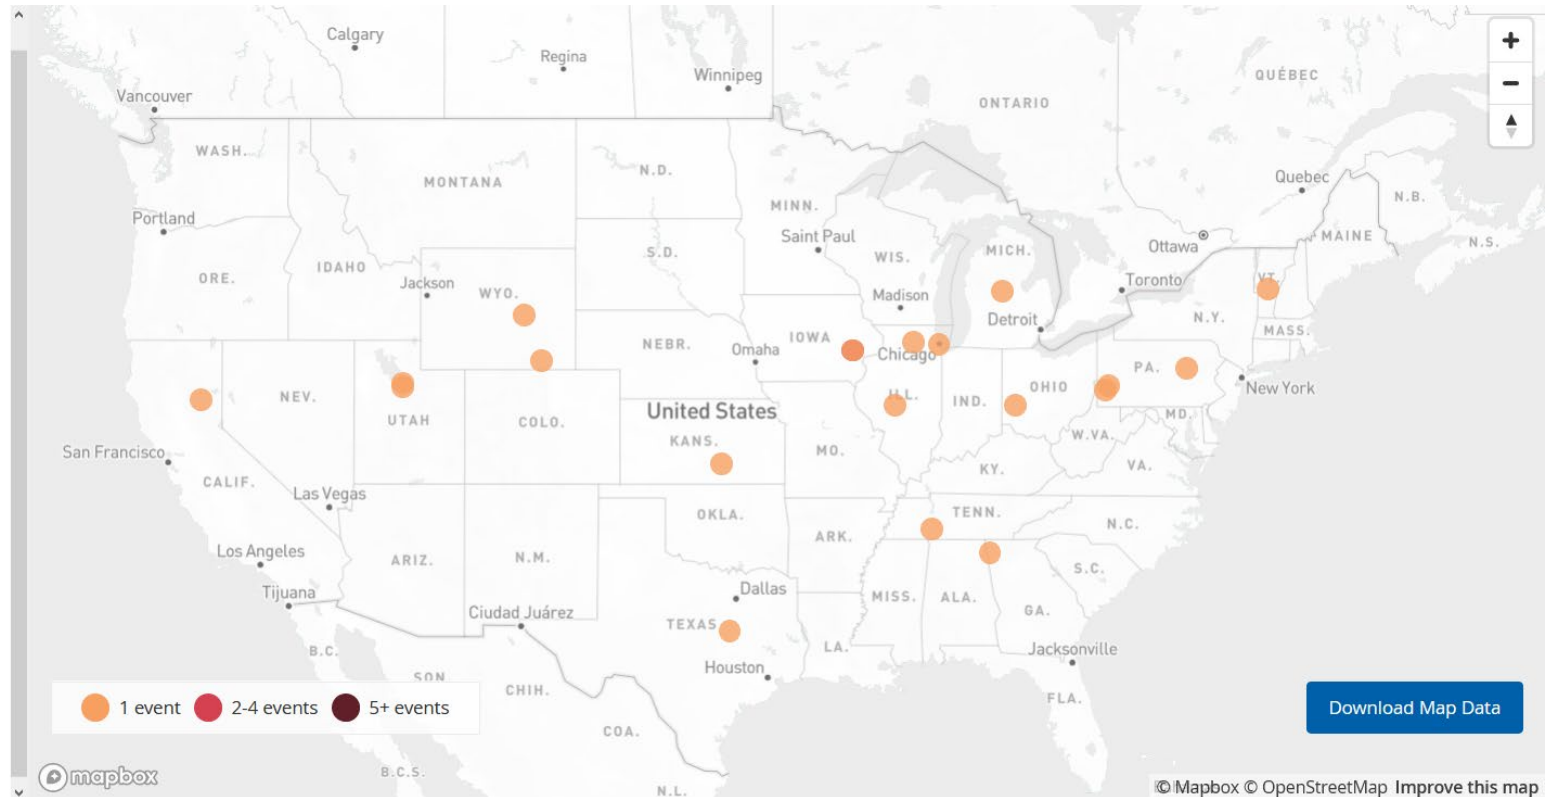 Calgary
Regina
Winnipeg
Vancouver
ONTARIO
QUÉBEC
WASH.
MONTANA
N.D.
MINN.
Quebec
N.B.
Portland
Saint Paul
Ottawa
MAINE
N.S.
ORE.
IDAHO
Jackson
WYO.
S.D.
WIS.
MICH.
Toronto
VT.
Madison
Detroit
N.Y.
MASS.
NEBR.
Omaha
IOWA
Chicago
NEV.
UTAH
COLO.
United States
ILL.
IND.
OHIO
PA.
New York
MD.
San Francisco
CALIF.
Las Vegas
KANS.
MO.
KY.
W.VA.
VA.
Los Angeles
ARIZ.
N.M.
OKLA.
ARK.
TENN.
N.C.
S.C.
Tijuana
Ciudad Juárez
Dallas
TEXAS
MISS.
ALA.
GA.
LA.
Houston
Jacksonville
B.C.
SON.
CHIH.
FLA.
COA.
B.C.S.
N.L.
1 event
2-4 events
5+ events
Download Map Data
mapbox
© Mapbox © OpenStreetMap Improve this map